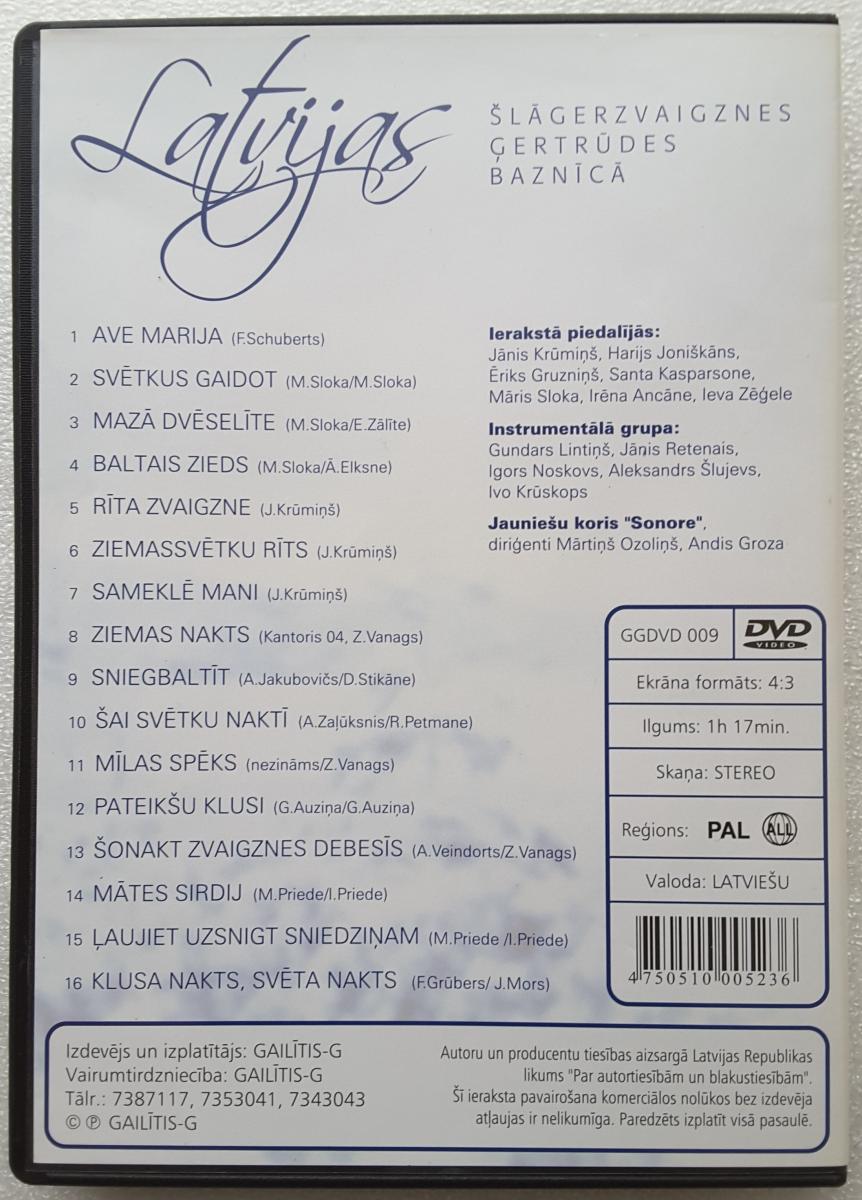 Latvijas
ŠLĀGERZVAIGZNES
ĢERTRŪDES
BAZNĪCĀ
1 AVE MARIJA (F.Schuberts)
2 SVĒTKUS GAIDOT (M.Sloka/M.Sloka)
3 MAZĀ DVĒSELĪTE (M.Sloka/E.Zālīte)
4 BALTAIS ZIEDS (M.Sloka/Ā.Elksne)
5 RĪTA ZVAIGZNE (J.Krūmiņš)
6 ZIEMASSVĒTKU RĪTS (J.Krūmiņš)
7 SAMEKLĒ MANI (J.Krūmiņš)
8 ZIEMAS NAKTS (Kantoris 04, Z.Vanags)
9 SNIEGBALTĪT (A.Jakubovičs/D.Stikāne)
10 ŠAI SVĒTKU NAKTĪ (A.Zaļūksnis/R.Petmane)
11 MĪLAS SPĒKS (nezināms/Z.Vanags)
12 PATEIKŠU KLUSI (G.Auziņa/G.Auziņa)
13 ŠONAKT ZVAIGZNES DEBESĪS (A.Veindorts/Z.Vanags)
14 MĀTES SIRDIJ (M.Priede/I.Priede)
15 ĻAUJIET UZSNIGT SNIEDZIŅAM (M.Priede /I.Priede)
16 KLUSA NAKTS, SVĒTA NAKTS (F.Grūbers/ J.Mors)
Ierakstā piedalījās:
Jānis Krūmiņš, Harijs Joniškāns,
Ēriks Gruzniņš, Santa Kasparsone,
Māris Sloka, Irēna Ancāne, Ieva Zēģele
Instrumentālā grupa:
Gundars Lintiņš, Jānis Retenais,
Igors Noskovs, Aleksandrs Šlujevs,
Ivo Krūskops
Jauniešu koris "Sonore",
diriģenti Mārtiņš Ozoliņš, Andis Groza
GGDVD 009 DVD VIDEO
Ekrāna formāts: 4:3
Ilgums: 1h 17min.
Skaņa: STEREO
Reģions: PAL ALL
Valoda: LATVIEŠU
4 750510 005236
Izdevējs un izplatītājs: GAILĪTIS-G
Vairumtirdzniecība: GAILĪTIS-G
Tālr.: 7387117, 7353041, 7343043
© ℗ GAILĪTIS-G
Autoru un producentu tiesības aizsargā Latvijas Republikas
likums "Par autortiesībām un blakustiesībām".
Šī ieraksta pavairošana komerciālos nolūkos bez izdevēja
atļaujas ir nelikumīga. Paredzēts izplatīt visā pasaulē.